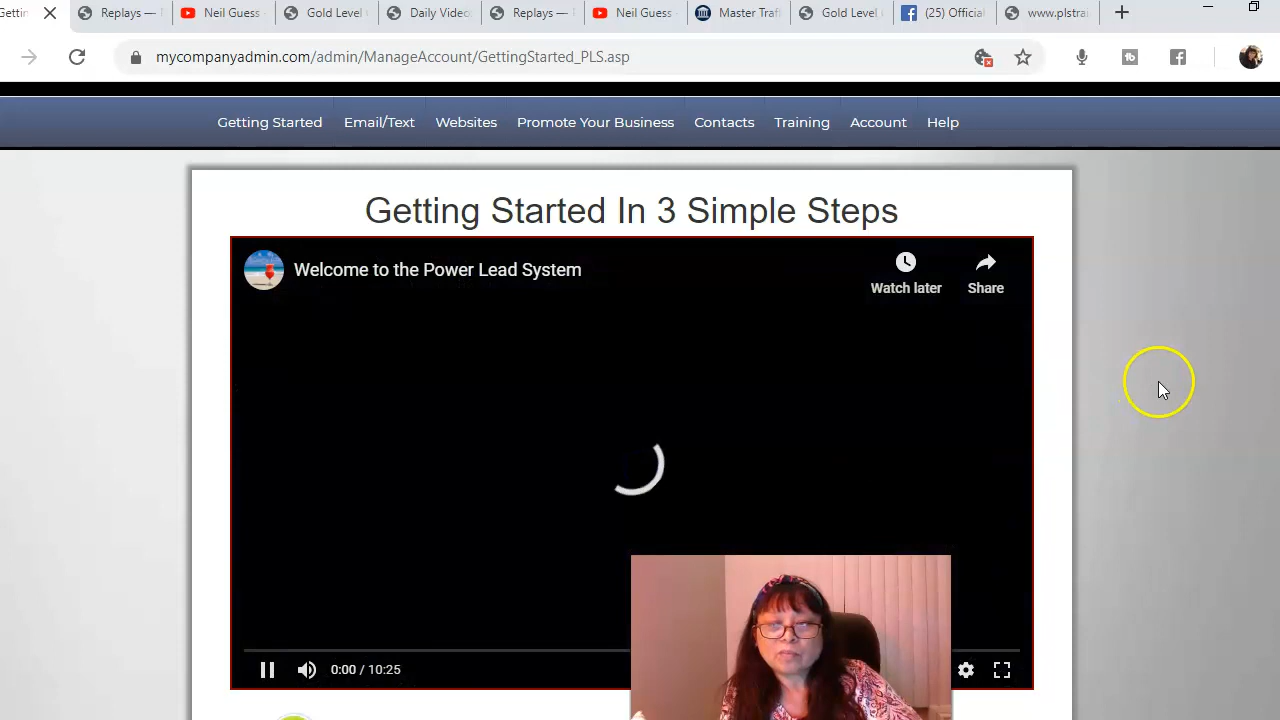 Getting
Replays —
Neil Guess
Gold Level
Daily Video
Replays —
Neil Guess
Master Traf
Gold Level
(25) Official
www.plstrai
mycompanyadmin.com/admin/ManageAccount/GettingStarted_PLS.asp
Getting Started
Email/Text
Websites
Promote Your Business
Contacts
Training
Account
Help
Getting Started In 3 Simple Steps
Welcome to the Power Lead System
Watch later
Share
0:00 / 10:25